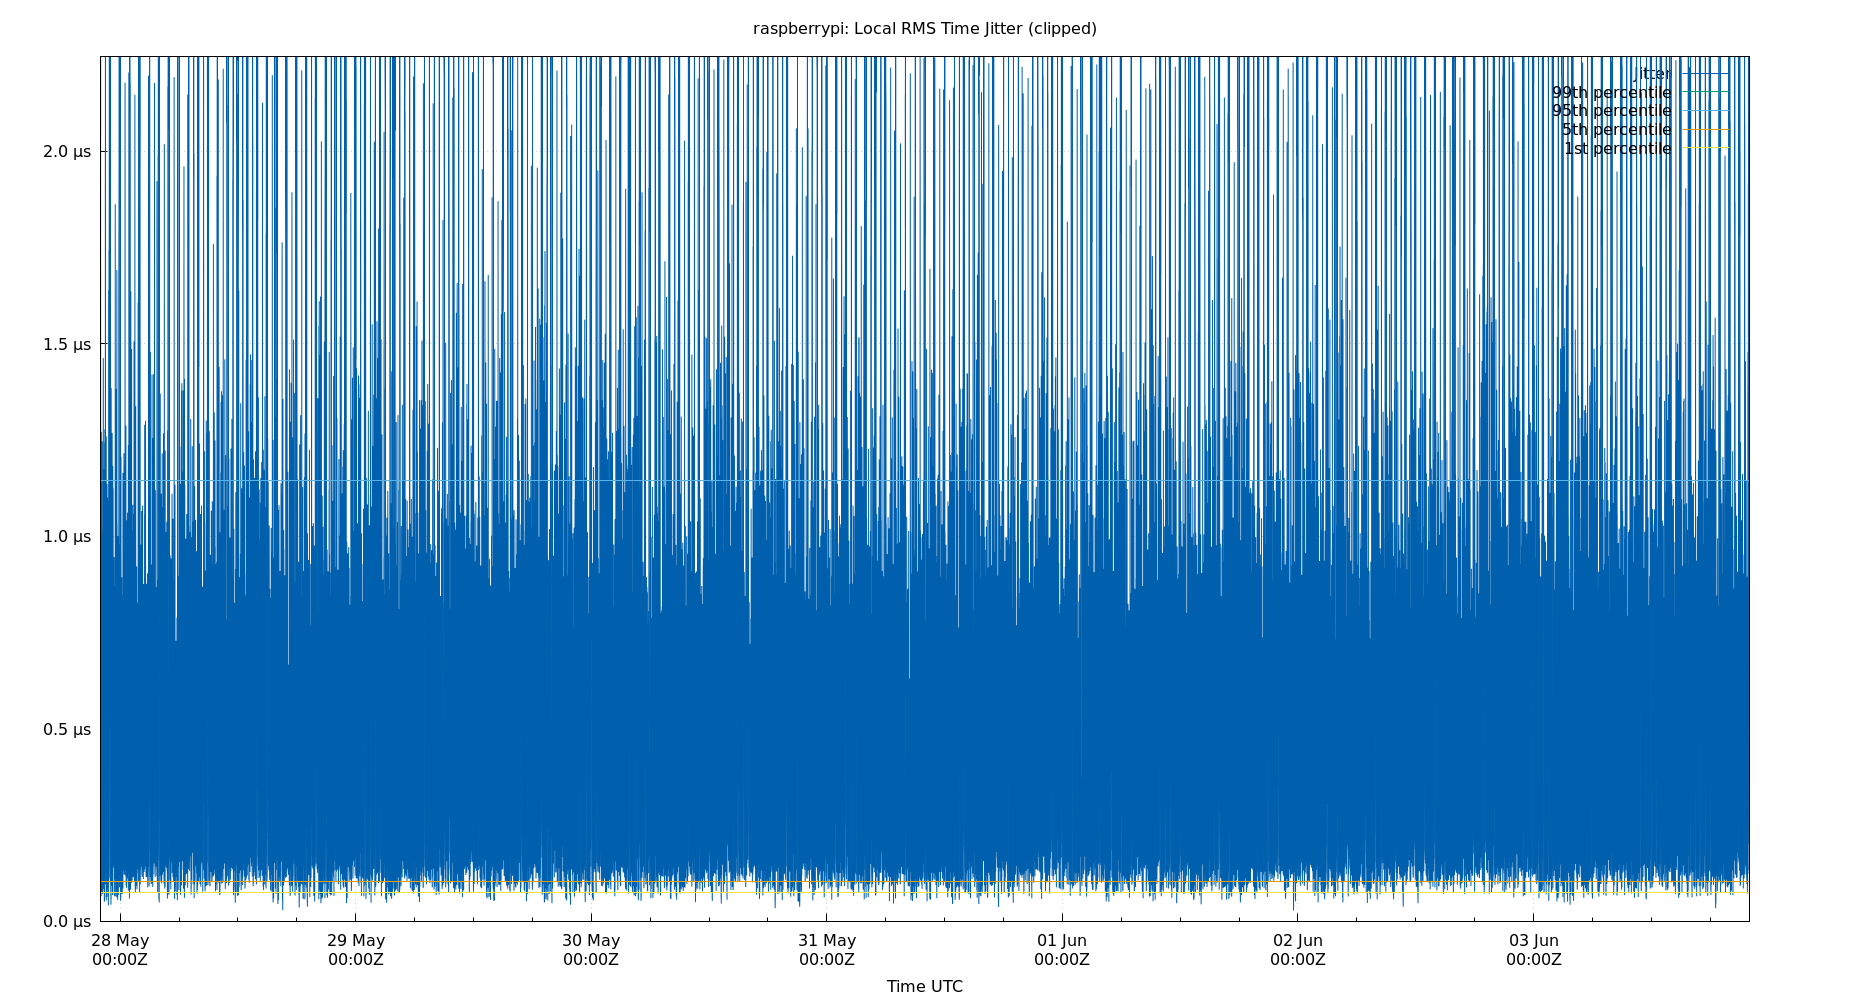 raspberrypi: Local RMS Time Jitter (clipped)
jitter
99th percentile
95th percentile
5th percentile
1st percentile
2.0 µs
1.5 µs
1.0 µs
0.5 µs
0.0 µs
28 May 29 May 30 May 31 May 01 Jun 02 Jun 03 Jun
00:00Z 00:00Z 00:00Z 00:00Z 00:00Z 00:00Z 00:00Z
Time UTC